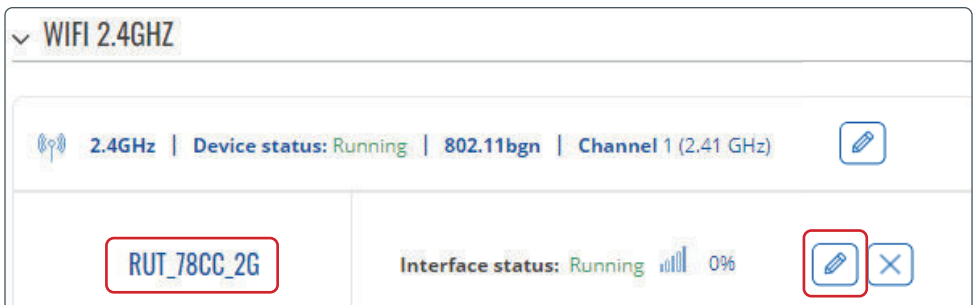 WIFI 2.4GHZ
2.4GHz | Device status: Running | 802.11bgn | Channel 1 (2.41 GHz)
RUT_78CC_2G
Interface status: Running 0%